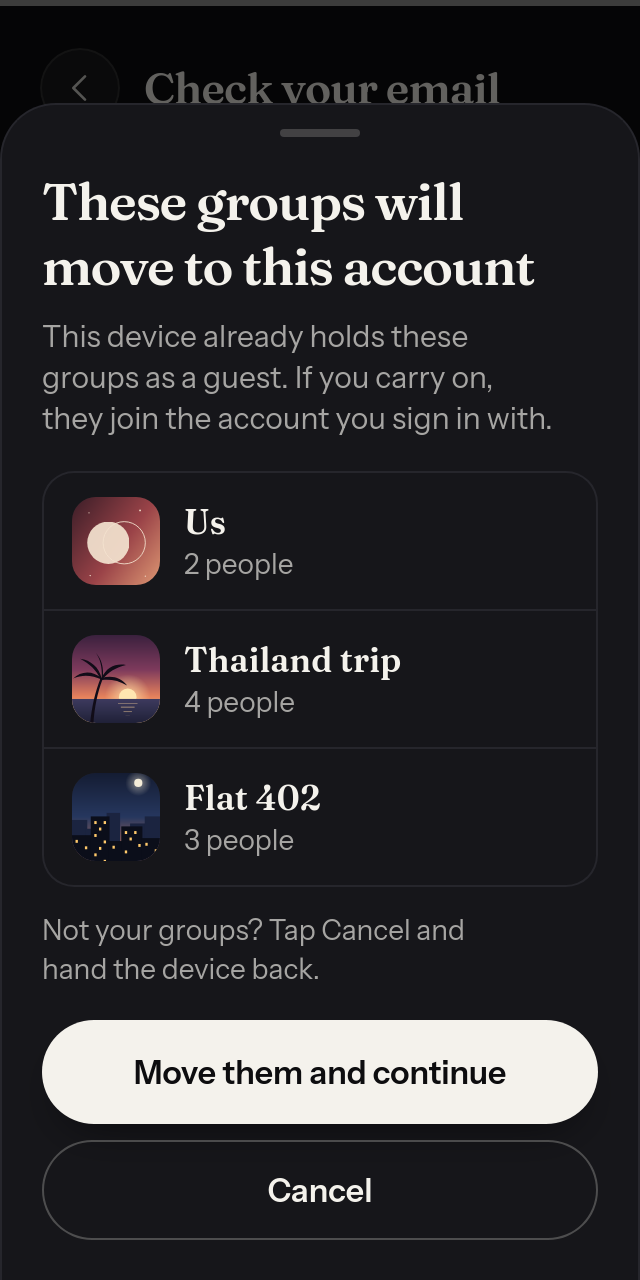 Check your email
These groups will
move to this account
This device already holds these
groups as a guest. If you carry on,
they join the account you sign in with.
Us
2 people
Thailand trip
4 people
Flat 402
3 people
Not your groups? Tap Cancel and
hand the device back.
Move them and continue
Cancel